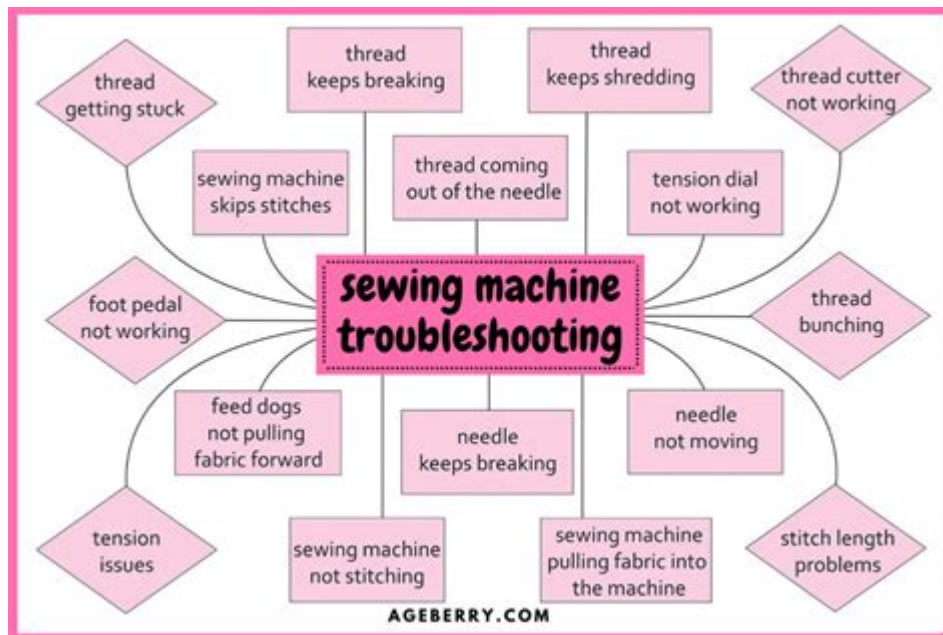 thread
getting stuck
thread
keeps breaking
thread
keeps shredding
thread cutter
not working
sewing machine
skips stitches
thread coming
out of the needle
tension dial
not working
foot pedal
not working
sewing machine
troubleshooting
thread
bunching
feed dogs
not pulling
fabric forward
needle
keeps breaking
needle
not moving
tension
issues
sewing machine
not stitching
sewing machine
pulling fabric into
the machine
stitch length
problems
AGEBERRY.COM